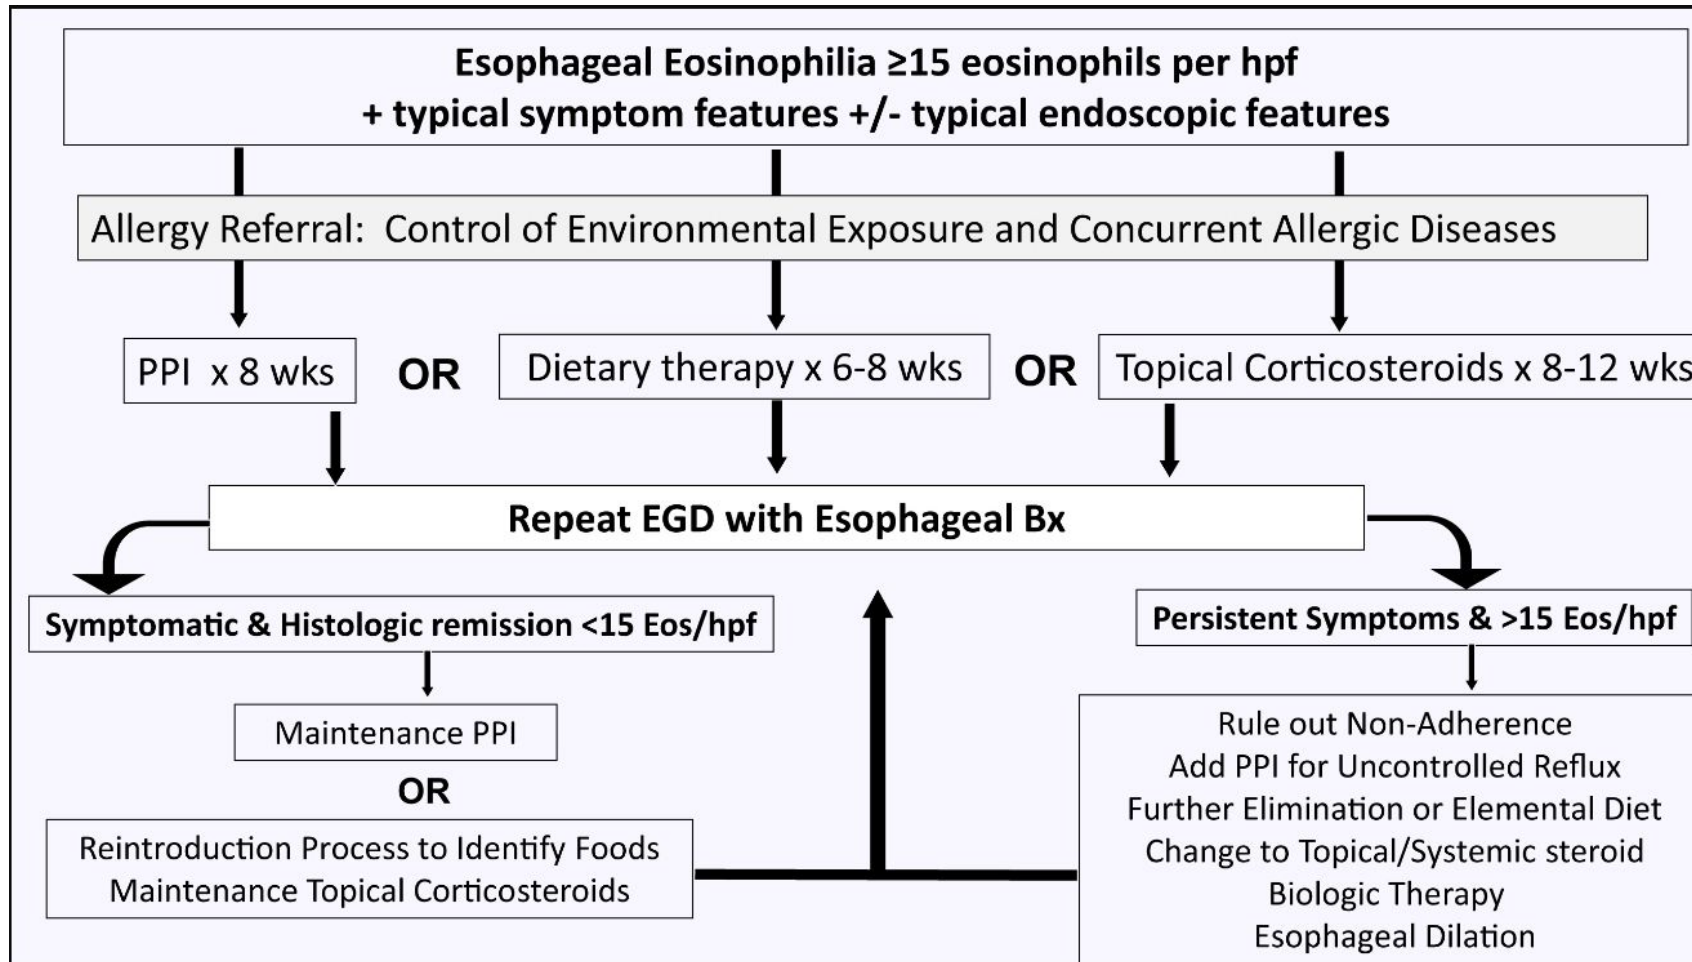 Esophageal Eosinophilia ≥15 eosinophils per hpf
+ typical symptom features +/- typical endoscopic features
Allergy Referral:  Control of Environmental Exposure and Concurrent Allergic Diseases
PPI  x 8 wks
OR
Dietary therapy x 6-8 wks
OR
Topical Corticosteroids x 8-12 wks
Repeat EGD with Esophageal Bx
Symptomatic & Histologic remission <15 Eos/hpf
Maintenance PPI
OR
Reintroduction Process to Identify Foods
Maintenance Topical Corticosteroids
Persistent Symptoms & >15 Eos/hpf
Rule out Non-Adherence
Add PPI for Uncontrolled Reflux
Further Elimination or Elemental Diet
Change to Topical/Systemic steroid
Biologic Therapy
Esophageal Dilation